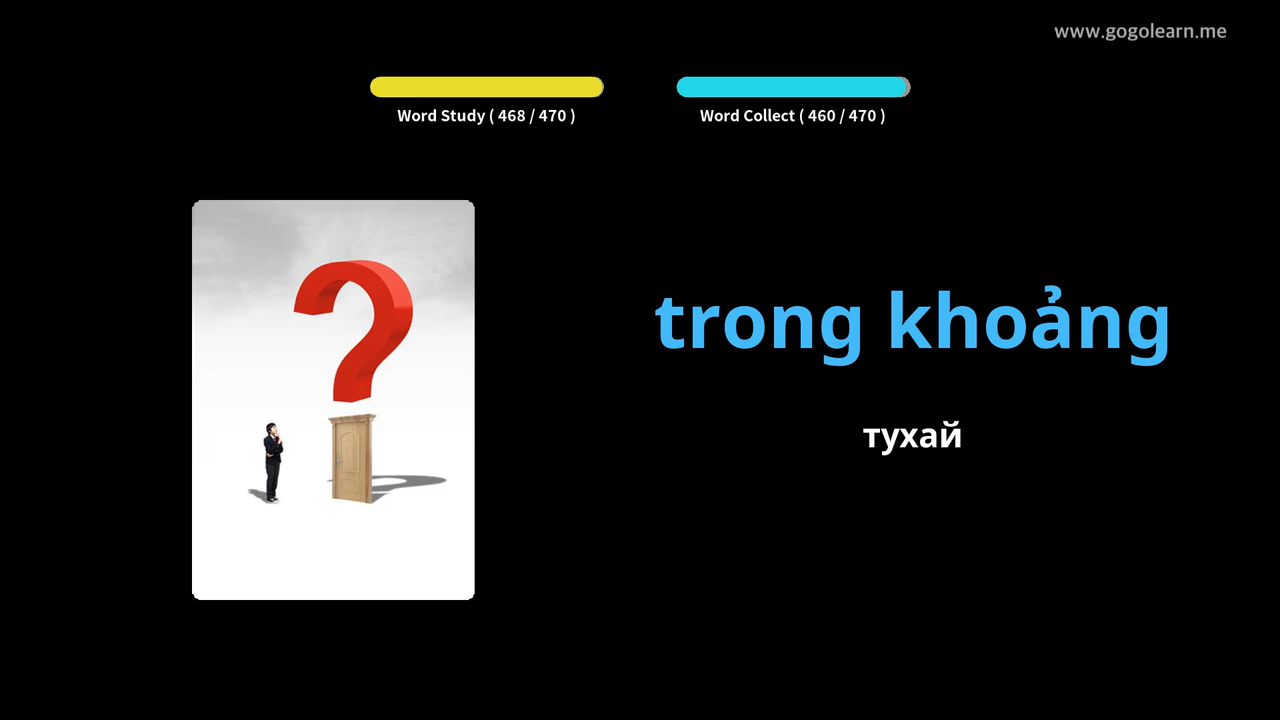 www.gogolearn.me
Word Study ( 468 / 470 )
Word Collect ( 460 / 470 )
trong khoảng
тухай